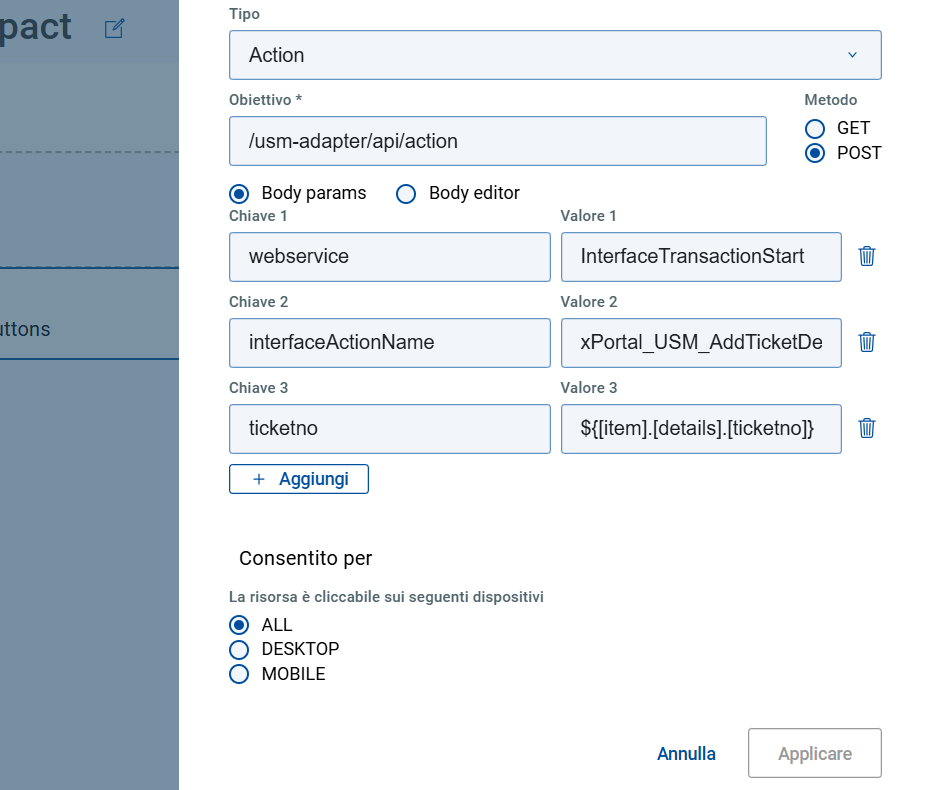 Tipo
Action
Obiettivo *
Metodo
/usm-adapter/api/action
GET
POST
Body params
Body editor
Chiave 1
Valore 1
webservice
InterfaceTransactionStart
Chiave 2
Valore 2
interfaceActionName
xPortal_USM_AddTicketDe
Chiave 3
Valore 3
ticketno
${[item].[details].[ticketno]}
+ Aggiungi
Consentito per
La risorsa è cliccabile sui seguenti dispositivi
ALL
DESKTOP
MOBILE
Annulla
Applicare
pact
uttons